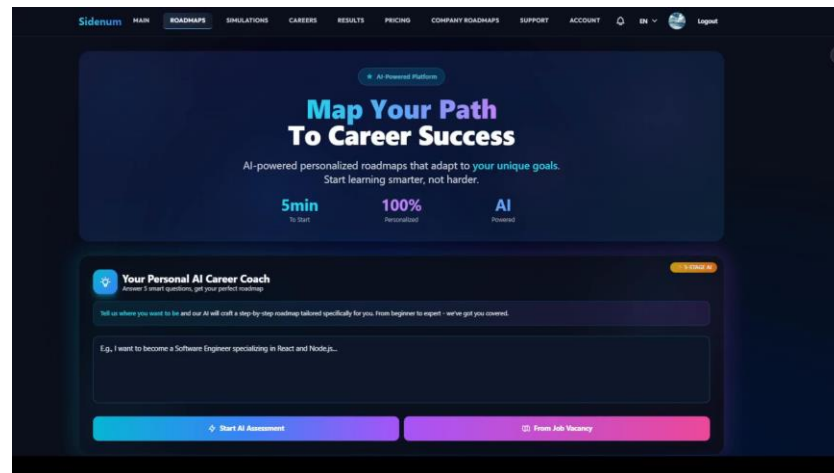 Sidenum MAIN ROADMAPS SIMULATIONS CAREERS RESULTS PRICING COMPANY ROADMAPS SUPPORT ACCOUNT EN Logout
AI-Powered Platform
Map Your Path
To Career Success
AI-powered personalized roadmaps that adapt to your unique goals.
Start learning smarter, not harder.
5min 100% AI
To Start Personalized Powered
5-STAGE AI
Your Personal AI Career Coach
Answer 5 smart questions, get your perfect roadmap
Tell us where you want to be and our AI will craft a step-by-step roadmap tailored specifically for you. From beginner to expert - we've got you covered.
E.g., I want to become a Software Engineer specializing in React and Node.js...
Start AI Assessment From Job Vacancy